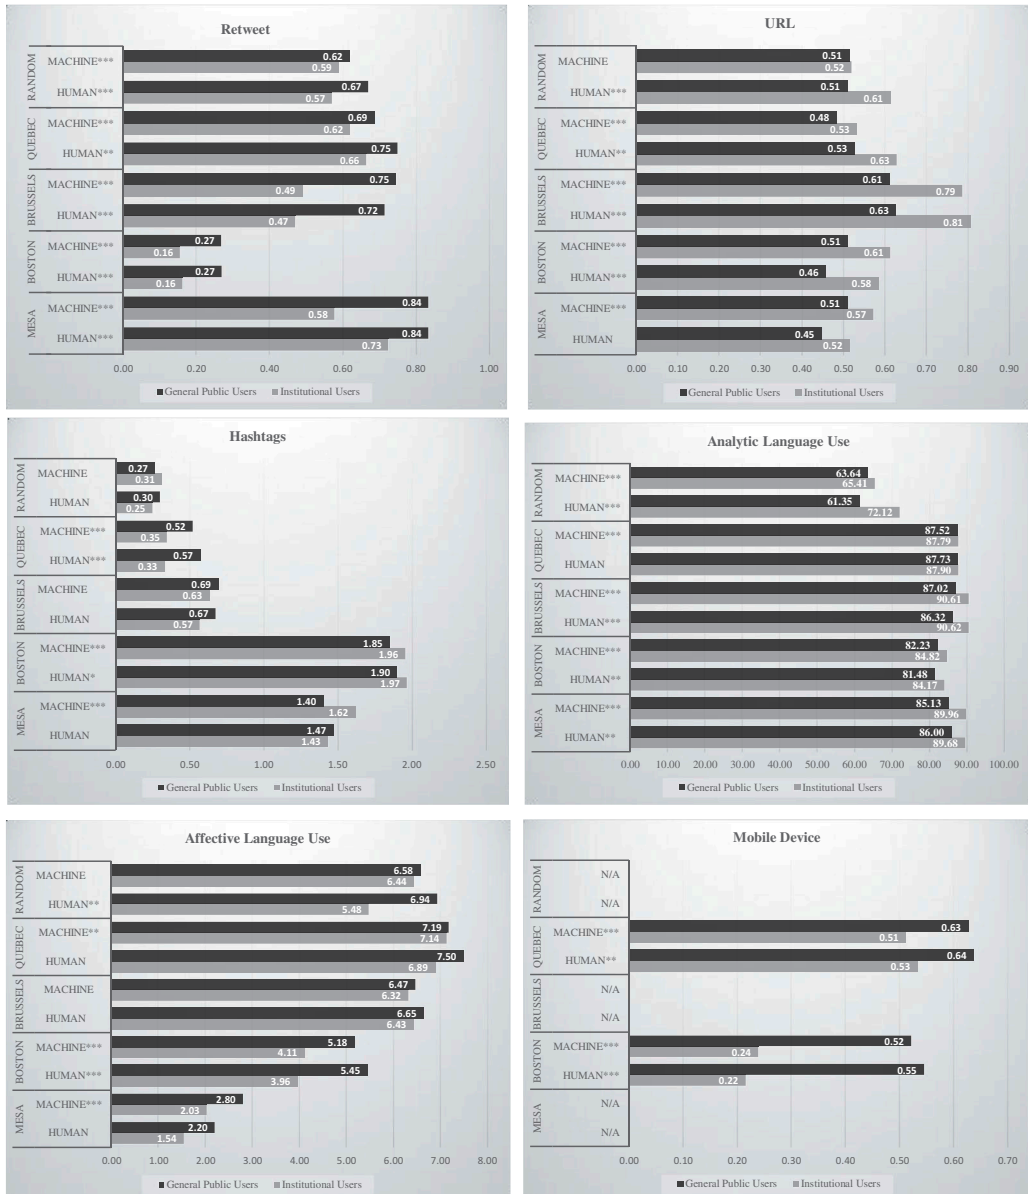 Retweet
RANDOM
MACHINE***
0.62
0.59
HUMAN***
0.67
0.57
QUEBEC
MACHINE***
0.69
0.62
HUMAN**
0.75
0.66
BRUSSELS
MACHINE***
0.75
0.49
HUMAN***
0.72
0.47
BOSTON
MACHINE***
0.27
0.16
HUMAN***
0.27
0.16
MESA
MACHINE***
0.84
0.58
HUMAN***
0.84
0.73
0.00 0.20 0.40 0.60 0.80 1.00
General Public Users Institutional Users
URL
RANDOM
MACHINE
0.51
0.52
HUMAN***
0.51
0.61
QUEBEC
MACHINE***
0.48
0.53
HUMAN**
0.53
0.63
BRUSSELS
MACHINE***
0.61
0.79
HUMAN***
0.63
0.81
BOSTON
MACHINE***
0.51
0.61
HUMAN***
0.46
0.58
MESA
MACHINE***
0.51
0.57
HUMAN
0.45
0.52
0.00 0.10 0.20 0.30 0.40 0.50 0.60 0.70 0.80 0.90
General Public Users Institutional Users
Hashtags
RANDOM
MACHINE
0.27
0.31
HUMAN
0.30
0.25
QUEBEC
MACHINE***
0.52
0.35
HUMAN***
0.57
0.33
BRUSSELS
MACHINE
0.69
0.63
HUMAN
0.67
0.57
BOSTON
MACHINE***
1.85
1.96
HUMAN*
1.90
1.97
MESA
MACHINE***
1.40
1.62
HUMAN
1.47
1.43
0.00 0.50 1.00 1.50 2.00 2.50
General Public Users Institutional Users
Analytic Language Use
RANDOM
MACHINE***
63.64
65.41
HUMAN***
61.35
72.12
QUEBEC
MACHINE***
87.52
87.79
HUMAN
87.73
87.90
BRUSSELS
MACHINE***
87.02
90.61
HUMAN***
86.32
90.62
BOSTON
MACHINE***
82.23
84.82
HUMAN**
81.48
84.17
MESA
MACHINE***
85.13
89.96
HUMAN**
86.00
89.68
0.00 10.00 20.00 30.00 40.00 50.00 60.00 70.00 80.00 90.00 100.00
General Public Users Institutional Users
Affective Language Use
RANDOM
MACHINE
6.58
6.44
HUMAN**
6.94
5.48
QUEBEC
MACHINE**
7.19
7.14
HUMAN
7.50
6.89
BRUSSELS
MACHINE
6.47
6.32
HUMAN
6.65
6.43
BOSTON
MACHINE***
5.18
4.11
HUMAN***
5.45
3.96
MESA
MACHINE***
2.80
2.03
HUMAN
2.20
1.54
0.00 1.00 2.00 3.00 4.00 5.00 6.00 7.00 8.00
General Public Users Institutional Users
Mobile Device
RANDOM
N/A
N/A
QUEBEC
MACHINE***
0.63
0.51
HUMAN**
0.64
0.53
BRUSSELS
N/A
N/A
BOSTON
MACHINE***
0.52
0.24
HUMAN***
0.55
0.22
MESA
N/A
N/A
0.00 0.10 0.20 0.30 0.40 0.50 0.60 0.70
General Public Users Institutional Users